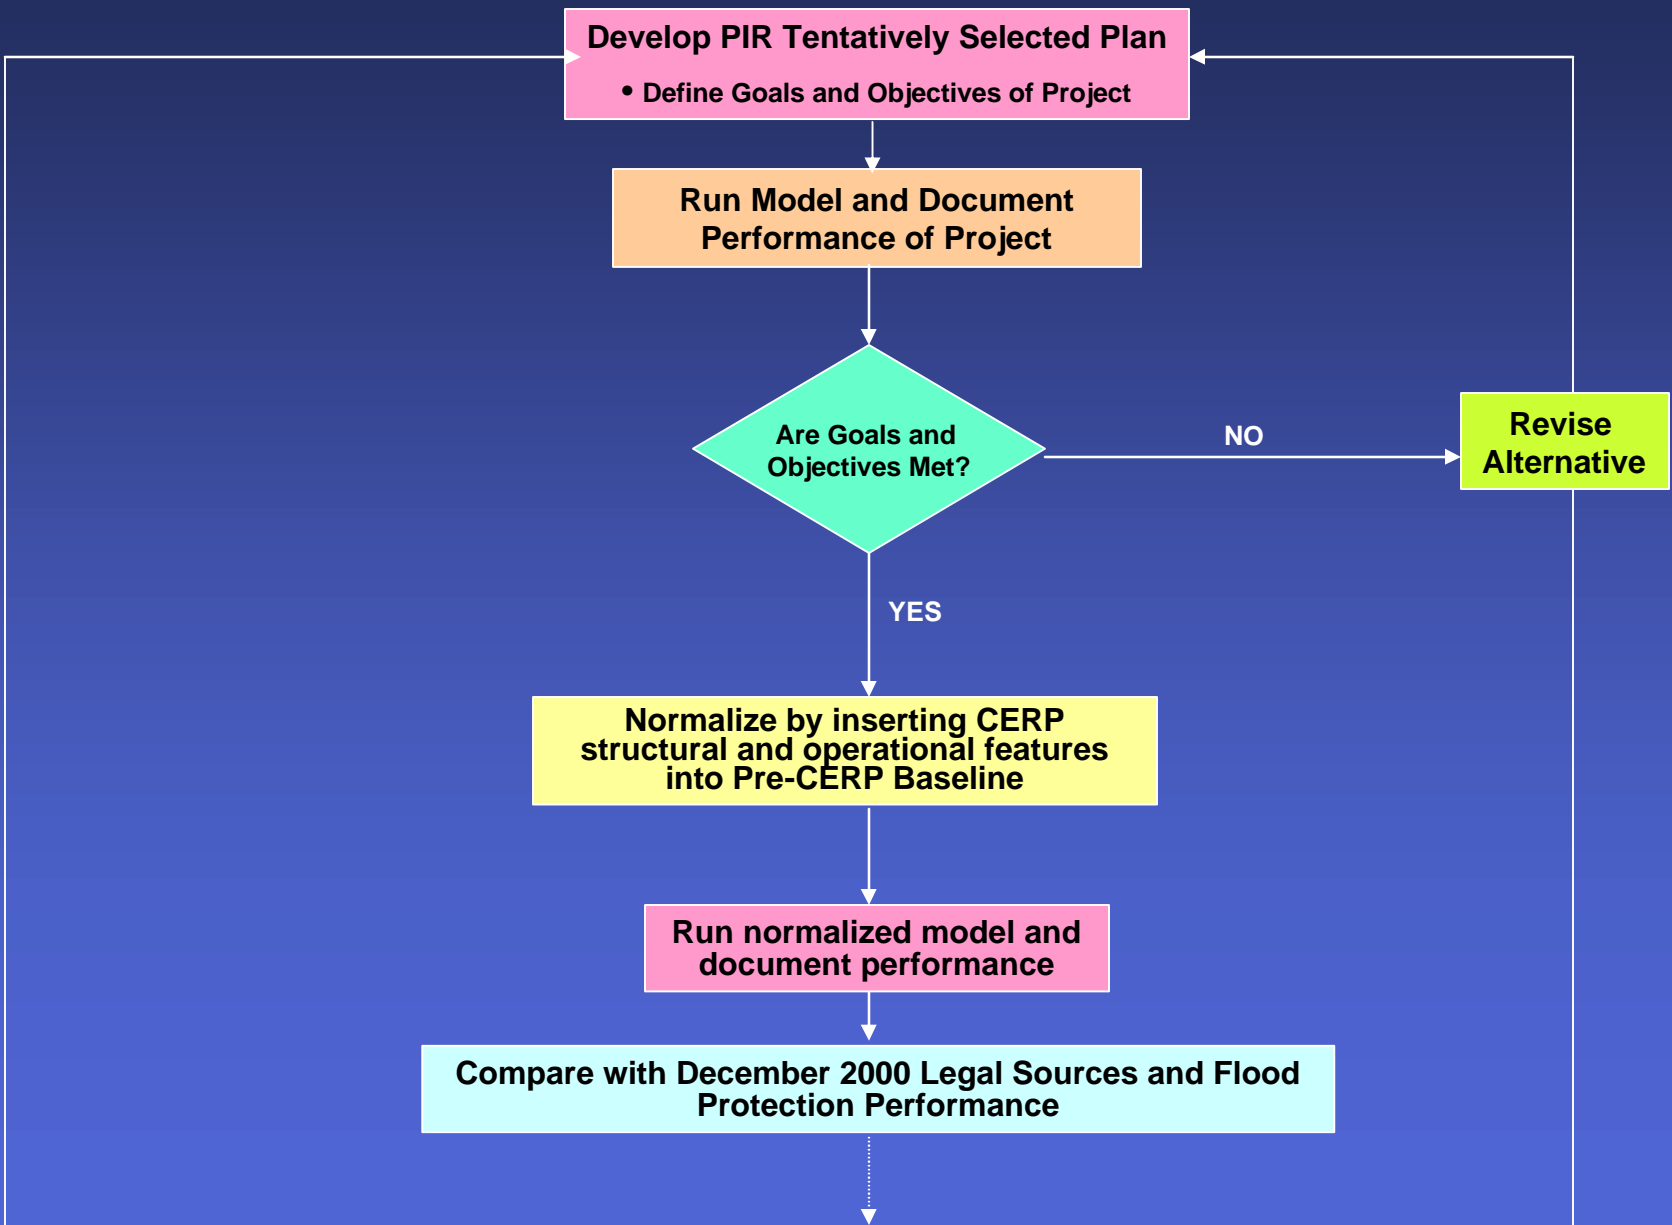 Develop PIR Tentatively Selected Plan
• Define Goals and Objectives of Project
Run Model and Document
Performance of Project
Are Goals and
Objectives Met?
NO
Revise
Alternative
YES
Normalize by inserting CERP
structural and operational features
into Pre-CERP Baseline
Run normalized model and
document performance
Compare with December 2000 Legal Sources and Flood
Protection Performance